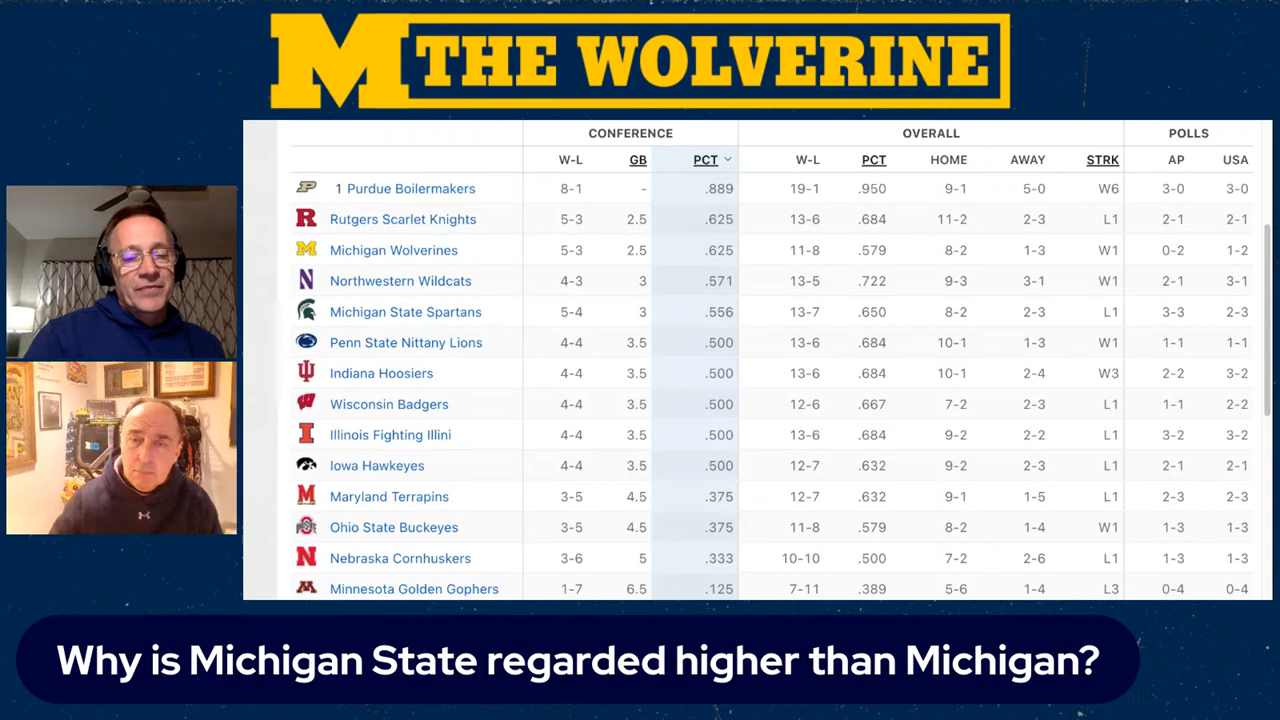 M THE WOLVERINE
CONFERENCE OVERALL POLLS
W-L GB PCT W-L PCT HOME AWAY STRK AP USA
1 Purdue Boilermakers 8-1 - .889 19-1 .950 9-1 5-0 W6 3-0 3-0
Rutgers Scarlet Knights 5-3 2.5 .625 13-6 .684 11-2 2-3 L1 2-1 2-1
Michigan Wolverines 5-3 2.5 .625 11-8 .579 8-2 1-3 W1 0-2 1-2
Northwestern Wildcats 4-3 3 .571 13-5 .722 9-3 3-1 W1 2-1 3-1
Michigan State Spartans 5-4 3 .556 13-7 .650 8-2 2-3 L1 3-3 2-3
Penn State Nittany Lions 4-4 3.5 .500 13-6 .684 10-1 1-3 W1 1-1 1-1
Indiana Hoosiers 4-4 3.5 .500 13-6 .684 10-1 2-4 W3 2-2 3-2
Wisconsin Badgers 4-4 3.5 .500 12-6 .667 7-2 2-3 L1 1-1 2-2
Illinois Fighting Illini 4-4 3.5 .500 13-6 .684 9-2 2-2 L1 3-2 3-2
Iowa Hawkeyes 4-4 3.5 .500 12-7 .632 9-2 2-3 L1 2-1 2-1
Maryland Terrapins 3-5 4.5 .375 12-7 .632 9-1 1-5 L1 2-3 2-3
Ohio State Buckeyes 3-5 4.5 .375 11-8 .579 8-2 1-4 W1 1-3 1-3
Nebraska Cornhuskers 3-6 5 .333 10-10 .500 7-2 2-6 L1 1-3 1-3
Minnesota Golden Gophers 1-7 6.5 .125 7-11 .389 5-6 1-4 L3 0-4 0-4
Why is Michigan State regarded higher than Michigan?